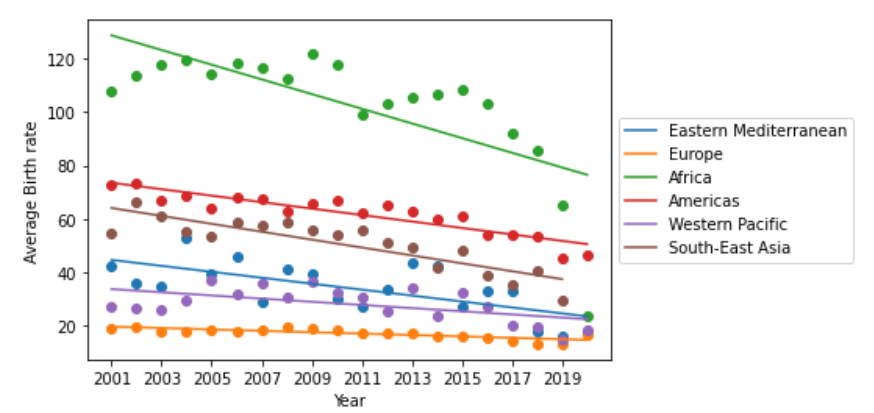 120
100
80
60
40
20
Average Birth rate
2001 2003 2005 2007 2009 2011 2013 2015 2017 2019
Year
Eastern Mediterranean
Europe
Africa
Americas
Western Pacific
South-East Asia